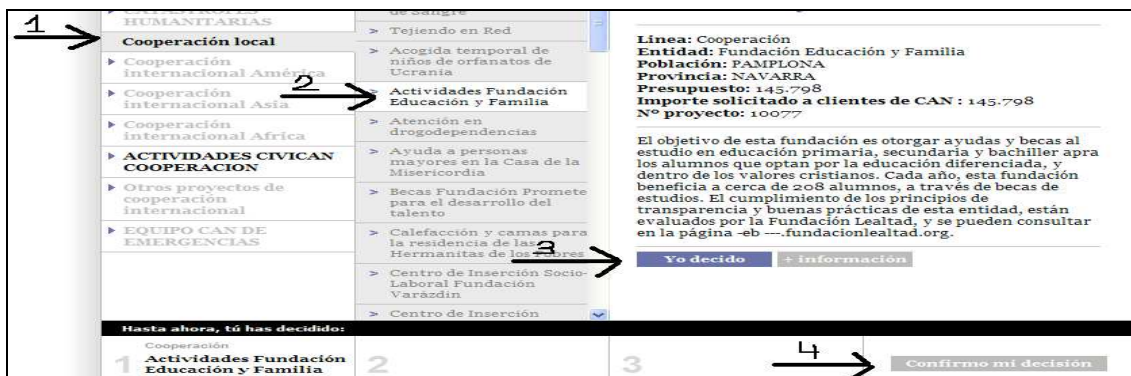 1
CATASTROFES
HUMANITARIAS
Cooperación local
Cooperación
internacional América
Cooperación
internacional Asia
Cooperación
internacional Africa
ACTIVIDADES CIVICAN
COOPERACION
Otros proyectos de
cooperación
internacional
EQUIPO CAN DE
EMERGENCIAS
2
de Sangre
> Tejiendo en Red
> Acogida temporal de
niños de orfanatos de
Ucrania
> Actividades Fundación
Educación y Familia
> Atención en
drogodependencias
> Ayuda a personas
mayores en la Casa de la
Misericordia
> Becas Fundación Promete
para el desarrollo del
talento
> Calefacción y camas para
la residencia de las
Hermanitas de los Pobres
> Centro de Inserción Socio-
Laboral Fundación
Varazdin
> Centro de Inserción
Linea: Cooperación
Entidad: Fundación Educación y Familia
Población: PAMPLONA
Provincia: NAVARRA
Presupuesto: 145.798
Importe solicitado a clientes de CAN : 145.798
Nº proyecto: 10077
El objetivo de esta fundación es otorgar ayudas y becas al
estudio en educación primaria, secundaria y bachiller apra
los alumnos que optan por la educación diferenciada, y
dentro de los valores cristianos. Cada año, esta fundación
beneficia a cerca de 208 alumnos, a través de becas de
estudios. El cumplimiento de los principios de
transparencia y buenas prácticas de esta entidad, están
evaluados por la Fundación Lealtad, y se pueden consultar
en la página -eb ---.fundacionlealtad.org.
3
Yo decido + información
Hasta ahora, tú has decidido:
Cooperación
1 Actividades Fundación
Educación y Familia
2
3
4
Confirmo mi decisión